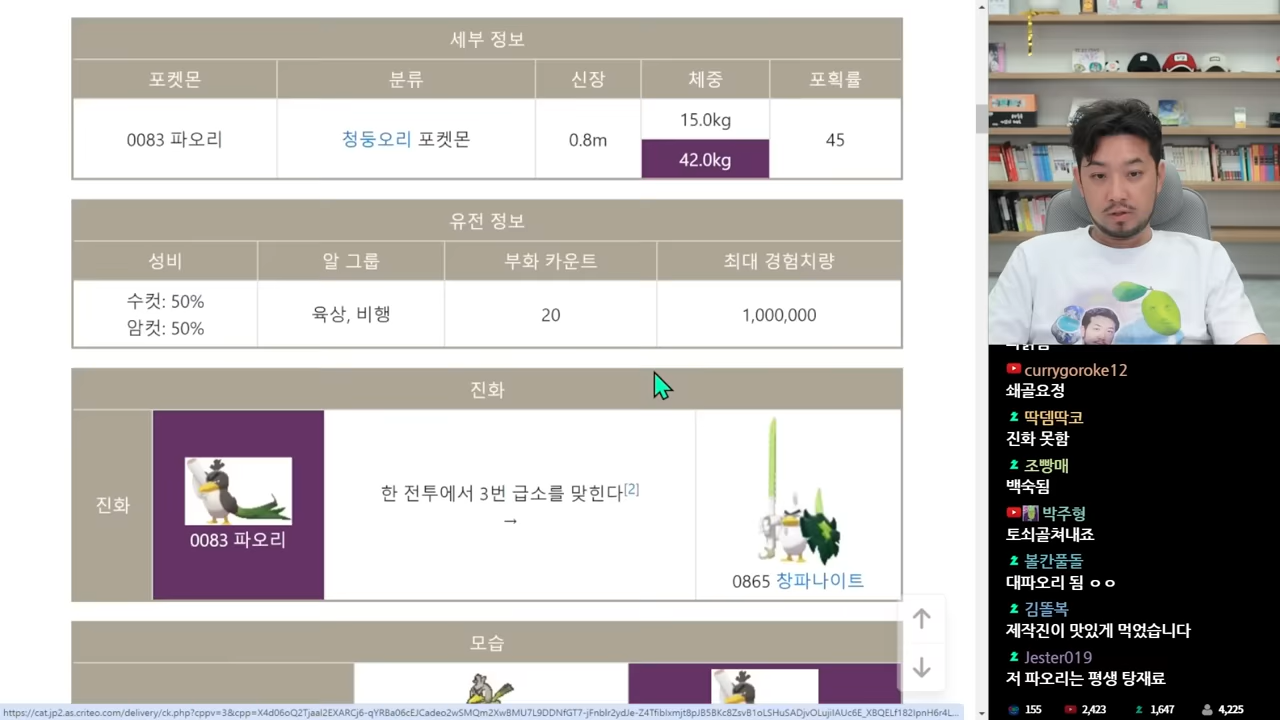 세부 정보
포켓몬 분류 신장 체중 포획률
0083 파오리 청둥오리 포켓몬 0.8m 15.0kg 42.0kg 45
유전 정보
성비 알 그룹 부화 카운트 최대 경험치량
수컷: 50%
암컷: 50%
육상, 비행 20 1,000,000
진화
진화
0083 파오리
한 전투에서 3번 급소를 맞힌다[2]
→
0865 창파나이트
모습
currygoroke12
쇄골요정
딱뎀딱코
진화 못함
조빵매
백숙됨
박주형
토쇠골쳐내죠
볼칸풀돌
대파오리 됨 ㅇㅇ
김똘복
제작진이 맛있게 먹었습니다
Jester019
저 파오리는 평생 탕재료
155 2,423 1,647 4,225